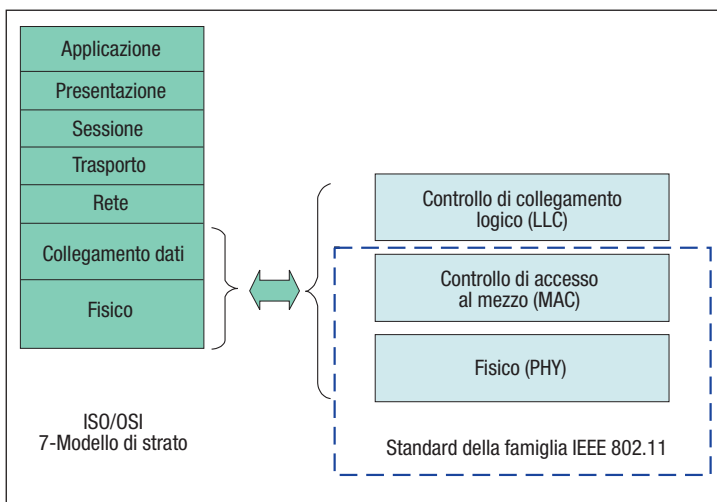 Applicazione
Presentazione
Sessione
Trasporto
Rete
Collegamento dati
Fisico
ISO/OSI
7-Modello di strato
Controllo di collegamento
logico (LLC)
Controllo di accesso
al mezzo (MAC)
Fisico (PHY)
Standard della famiglia IEEE 802.11